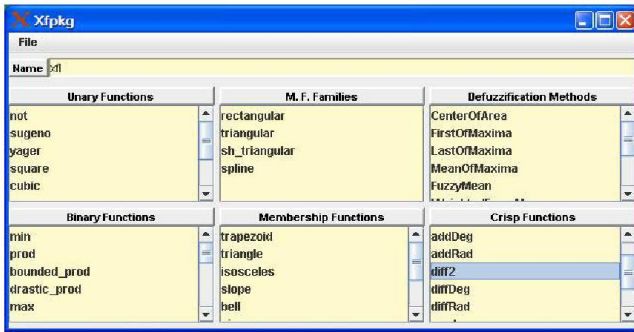 Xfpkg
File
Name xfl
Unary Functions
not
sugeno
yager
square
cubic
M. F. Families
rectangular
triangular
sh_triangular
spline
Defuzzification Methods
CenterOfArea
FirstOfMaxima
LastOfMaxima
MeanOfMaxima
FuzzyMean
Binary Functions
min
prod
bounded_prod
drastic_prod
max
Membership Functions
trapezoid
triangle
isosceles
slope
bell
Crisp Functions
addDeg
addRad
diff2
diffDeg
diffRad